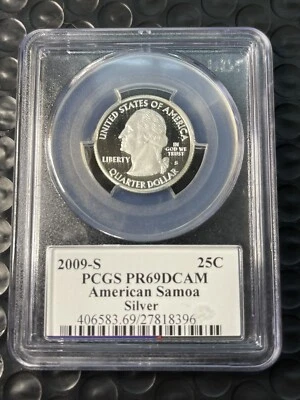 UNITED STATES OF AMERICA
LIBERTY
IN
GOD WE
TRUST
S
QUARTER DOLLAR
2009-S 25C
PCGS PR69DCAM
American Samoa
Silver
406583.69/27818396